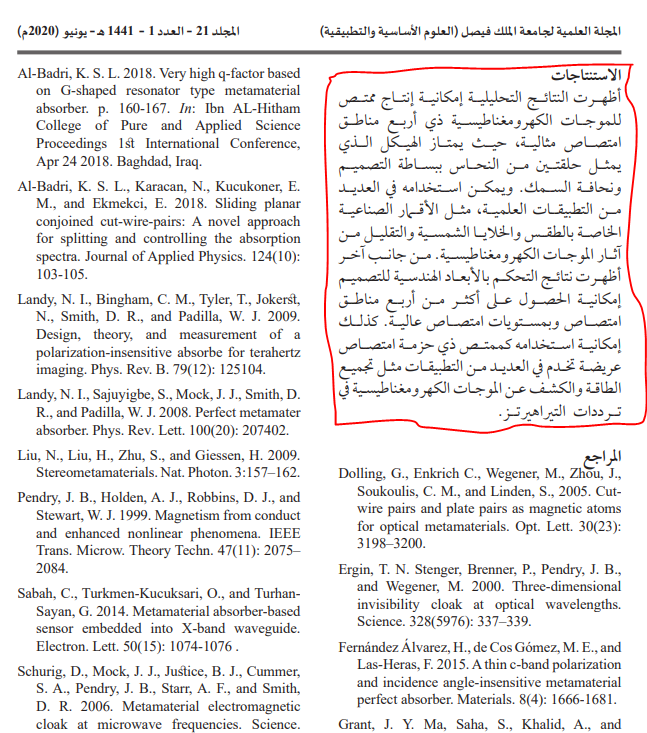 المجلة العلمية لجامعة الملك فيصل (العلوم الأساسية والتطبيقية)
المجلد 21 - العدد 1 - 1441 هـ - يونيو (2020م)
الاستنتاجات
أظهرت النتائج التحليلية إمكانية إنتاج ممتص
للموجات الكهرومغناطيسية ذي أربع مناطق
امتصاص مثالية، حيث يمتاز الهيكل الذي
يمثل حلقتين من النحاس ببساطة التصميم
ونحافة السمك. ويمكن استخدامه في العديد
من التطبيقات العلمية، مثل الأقمار الصناعية
الخاصة بالطقس والخلايا الشمسية والتقليل من
آثار الموجات الكهرومغناطيسية. من جانب آخر
أظهرت نتائج التحكم بالأبعاد الهندسية للتصميم
إمكانية الحصول على أكثر من أربع مناطق
امتصاص وبمستويات امتصاص عالية. كذلك
إمكانية استخدامه كممتص ذي حزمة امتصاص
عريضة تخدم في العديد من التطبيقات مثل تجميع
الطاقة والكشف عن الموجات الكهرومغناطيسية في
ترددات التيراهيرتز.
المراجع
Dolling, G., Enkrich C., Wegener, M., Zhou, J.,
Soukoulis, C. M., and Linden, S., 2005. Cut-
wire pairs and plate pairs as magnetic atoms
for optical metamaterials. Opt. Lett. 30(23):
3198–3200.
Ergin, T. N. Stenger, Brenner, P., Pendry, J. B.,
and Wegener, M. 2000. Three-dimensional
invisibility cloak at optical wavelengths.
Science. 328(5976): 337–339.
Fernández Álvarez, H., de Cos Gómez, M. E., and
Las-Heras, F. 2015. A thin c-band polarization
and incidence angle-insensitive metamaterial
perfect absorber. Materials. 8(4): 1666-1681.
Grant, J. Y. Ma, Saha, S., Khalid, A., and
Al-Badri, K. S. L. 2018. Very high q-factor based
on G-shaped resonator type metamaterial
absorber. p. 160-167. In: Ibn AL-Hitham
College of Pure and Applied Science
Proceedings 1st International Conference,
Apr 24 2018. Baghdad, Iraq.
Al-Badri, K. S. L., Karacan, N., Kucukoner, E.
M., and Ekmekci, E. 2018. Sliding planar
conjoined cut-wire-pairs: A novel approach
for splitting and controlling the absorption
spectra. Journal of Applied Physics. 124(10):
103-105.
Landy, N. I., Bingham, C. M., Tyler, T., Jokerst,
N., Smith, D. R., and Padilla, W. J. 2009.
Design, theory, and measurement of a
polarization-insensitive absorbe for terahertz
imaging. Phys. Rev. B. 79(12): 125104.
Landy, N. I., Sajuyigbe, S., Mock, J. J., Smith, D.
R., and Padilla, W. J. 2008. Perfect metamater
absorber. Phys. Rev. Lett. 100(20): 207402.
Liu, N., Liu, H., Zhu, S., and Giessen, H. 2009.
Stereometamaterials. Nat. Photon. 3:157–162.
Pendry, J. B., Holden, A. J., Robbins, D. J., and
Stewart, W. J. 1999. Magnetism from conduct
and enhanced nonlinear phenomena. IEEE
Trans. Microw. Theory Techn. 47(11): 2075–
2084.
Sabah, C., Turkmen-Kucuksari, O., and Turhan-
Sayan, G. 2014. Metamaterial absorber-based
sensor embedded into X-band waveguide.
Electron. Lett. 50(15): 1074-1076 .
Schurig, D., Mock, J. J., Justice, B. J., Cummer,
S. A., Pendry, J. B., Starr, A. F., and Smith,
D. R. 2006. Metamaterial electromagnetic
cloak at microwave frequencies. Science.